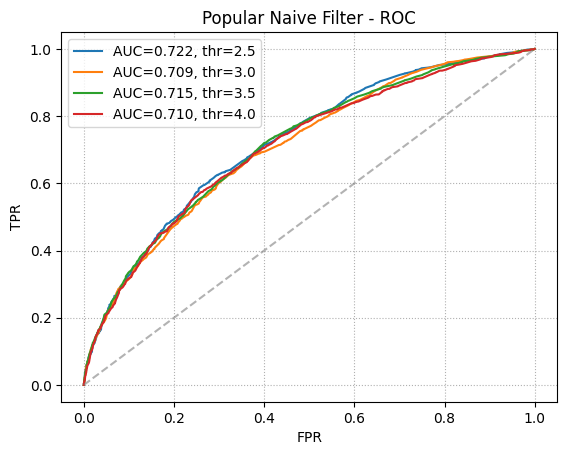 Popular Naive Filter - ROC
AUC=0.722, thr=2.5
AUC=0.709, thr=3.0
AUC=0.715, thr=3.5
AUC=0.710, thr=4.0
1.0
0.8
0.6
0.4
0.2
0.0
TPR
0.0 0.2 0.4 0.6 0.8 1.0
FPR